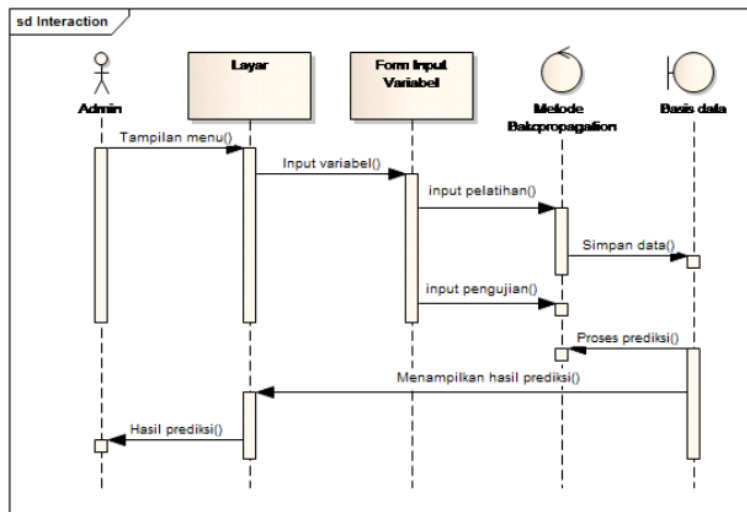 sd Interaction
Layar
Form Input
Variabel
Admin
Metode
Bakcpropagation
Basis data
Tampilan menu()
Input variabel()
input pelatihan()
Simpan data()
input pengujian()
Proses prediksi()
Menampilkan hasil prediksi()
Hasil prediksi()